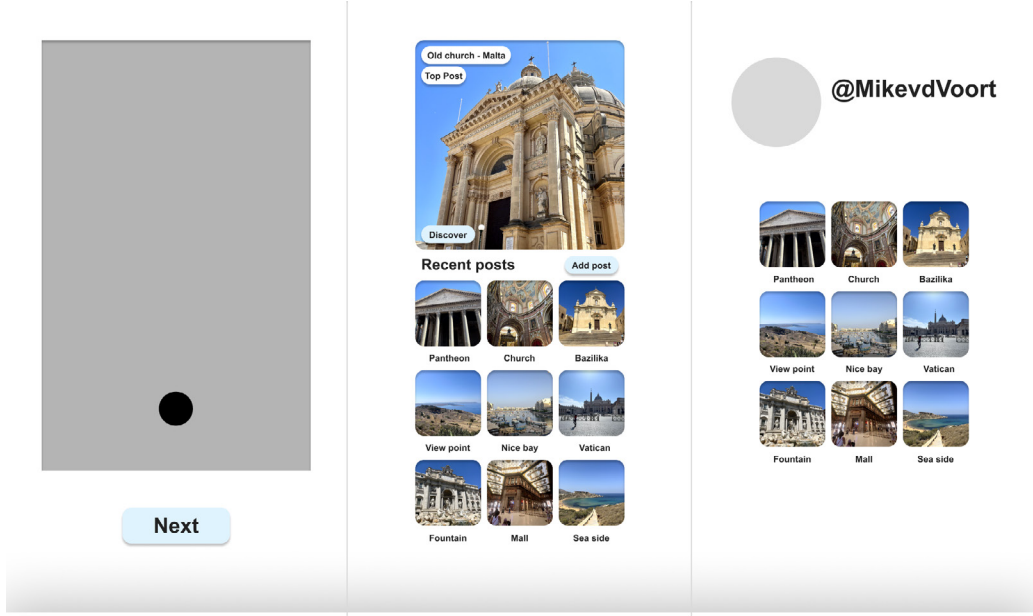 Next
Old church - Malta
Top Post
Discover
Recent posts
Add post
Pantheon
Church
Bazilika
View point
Nice bay
Vatican
Fountain
Mall
Sea side
@MikevdVoort
Pantheon
Church
Bazilika
View point
Nice bay
Vatican
Fountain
Mall
Sea side